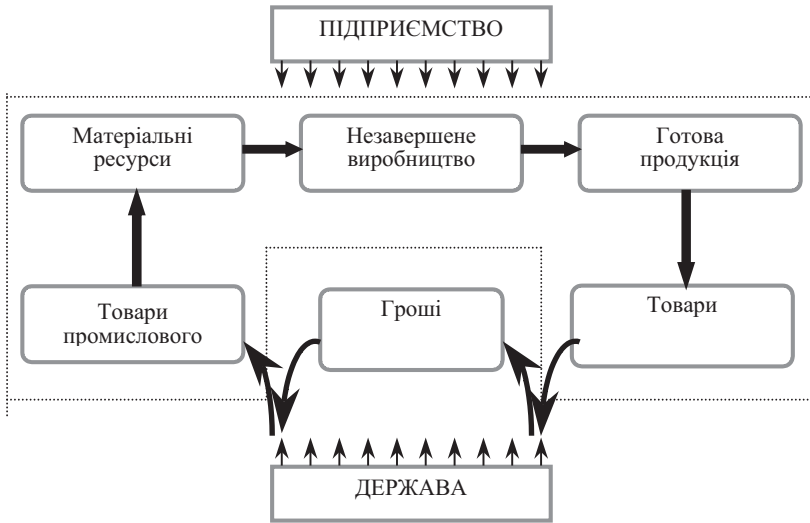 ПІДПРИЄМСТВО
Матеріальні
ресурси
Незавершене
виробництво
Готова
продукція
Товари
промислового
Гроші
Товари
ДЕРЖАВА